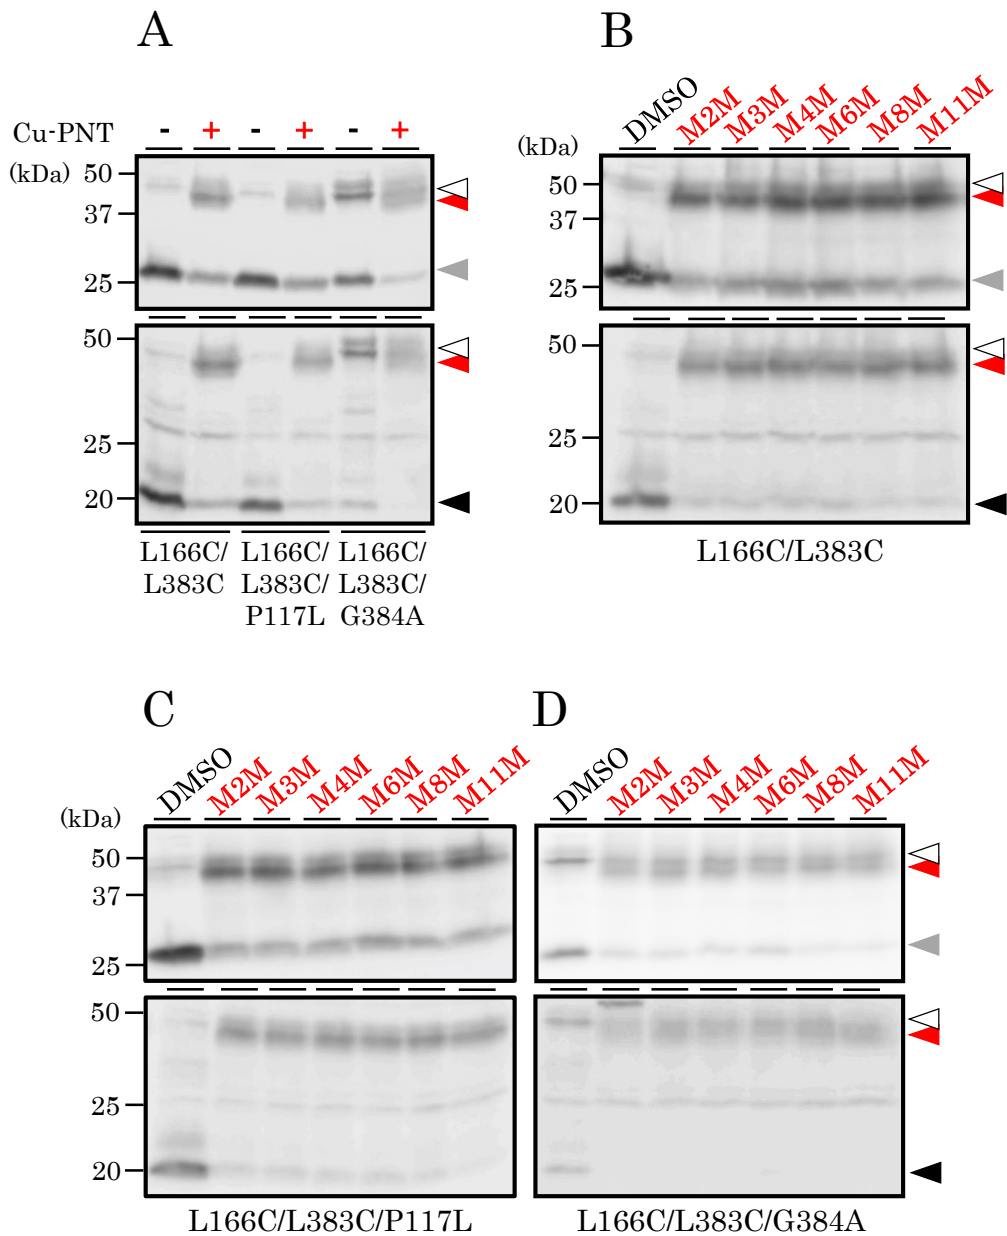 A
Cu-PNT - + - + - +
(kDa)
50
37
25
50
25
20
L166C/ L166C/ L166C/
L383C L383C/ L383C/
P117L G384A
B
DMSO M2M M3M M4M M6M M8M M11M
(kDa)
50
37
25
50
25
20
L166C/L383C
C
DMSO M2M M3M M4M M6M M8M M11M
(kDa)
50
37
25
50
25
20
L166C/L383C/P117L
D
DMSO M2M M3M M4M M6M M8M M11M
L166C/L383C/G384A